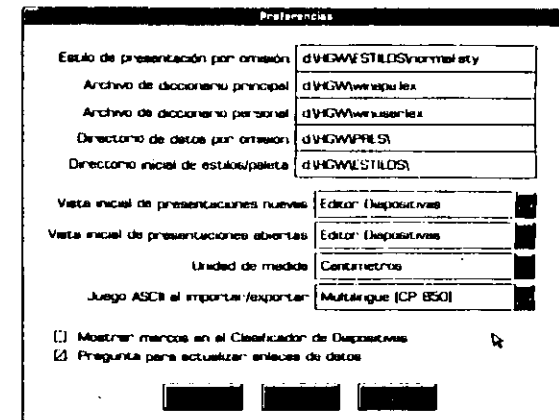 Preferencias
Estilo de presentación por omisión d:\HGW\ESTILOS\normal.sty
Archivo de diccionario principal d:\HGW\
Archivo de diccionario personal d:\HGW\winuser.lex
Directorio de datos por omisión d:\HGW\PRES\
Directorio inicial de estilos/paleta d:\HGW\ESTILOS\
Vista inicial de presentaciones nuevas Editor Diapositivas
Vista inicial de presentaciones abiertas Editor Diapositivas
Unidad de medida Centímetros
Juego ASCII al importar/exportar Multilingue (CP 850)
Mostrar marcos en el Clasificador de Diapositivas
Pregunta para actualizar enlaces de datos